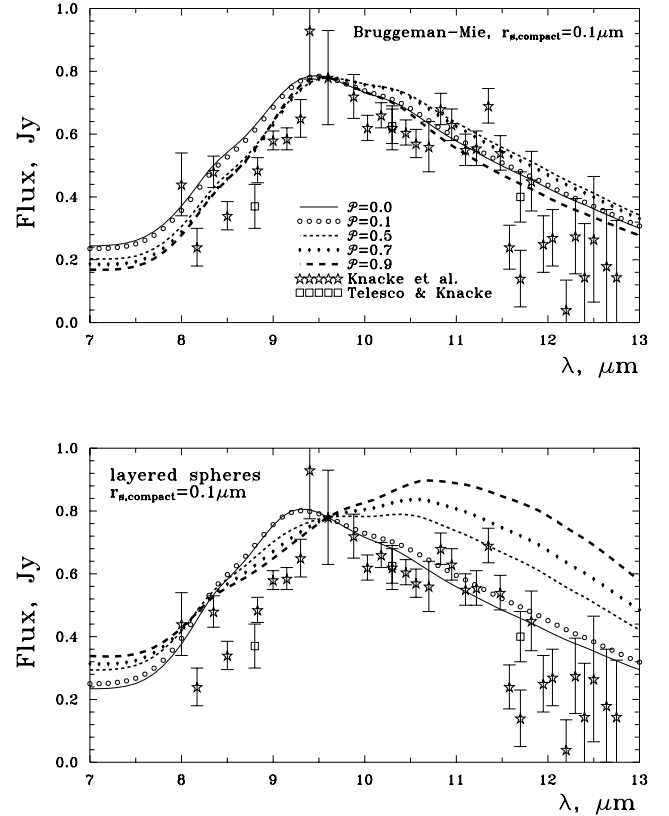 Bruggeman-Mie, r_s,compact=0.1μm
1.0
0.8
0.6
0.4
0.2
0.0
Flux, Jy
𝒫=0.0
𝒫=0.1
𝒫=0.5
𝒫=0.7
𝒫=0.9
Knacke et al.
Telesco & Knacke
7 8 9 10 11 12 13
λ, μm
layered spheres
r_s,compact=0.1μm
1.0
0.8
0.6
0.4
0.2
0.0
Flux, Jy
7 8 9 10 11 12 13
λ, μm